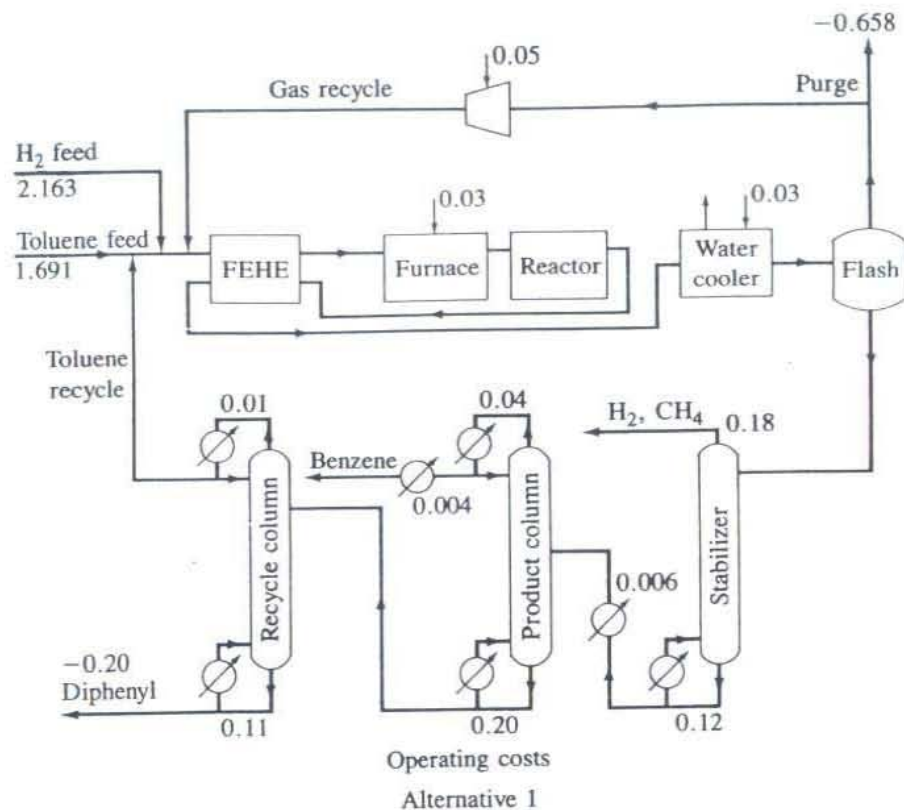 −0.658
0.05
Gas recycle
Purge
H₂ feed
2.163
0.03
0.03
Toluene feed
1.691
FEHE
Furnace
Reactor
Water
cooler
Flash
Toluene
recycle
0.01
0.04
H₂, CH₄
0.18
Benzene
0.004
Recycle column
Product column
Stabilizer
0.006
−0.20
Diphenyl
0.11
0.20
0.12
Operating costs
Alternative 1